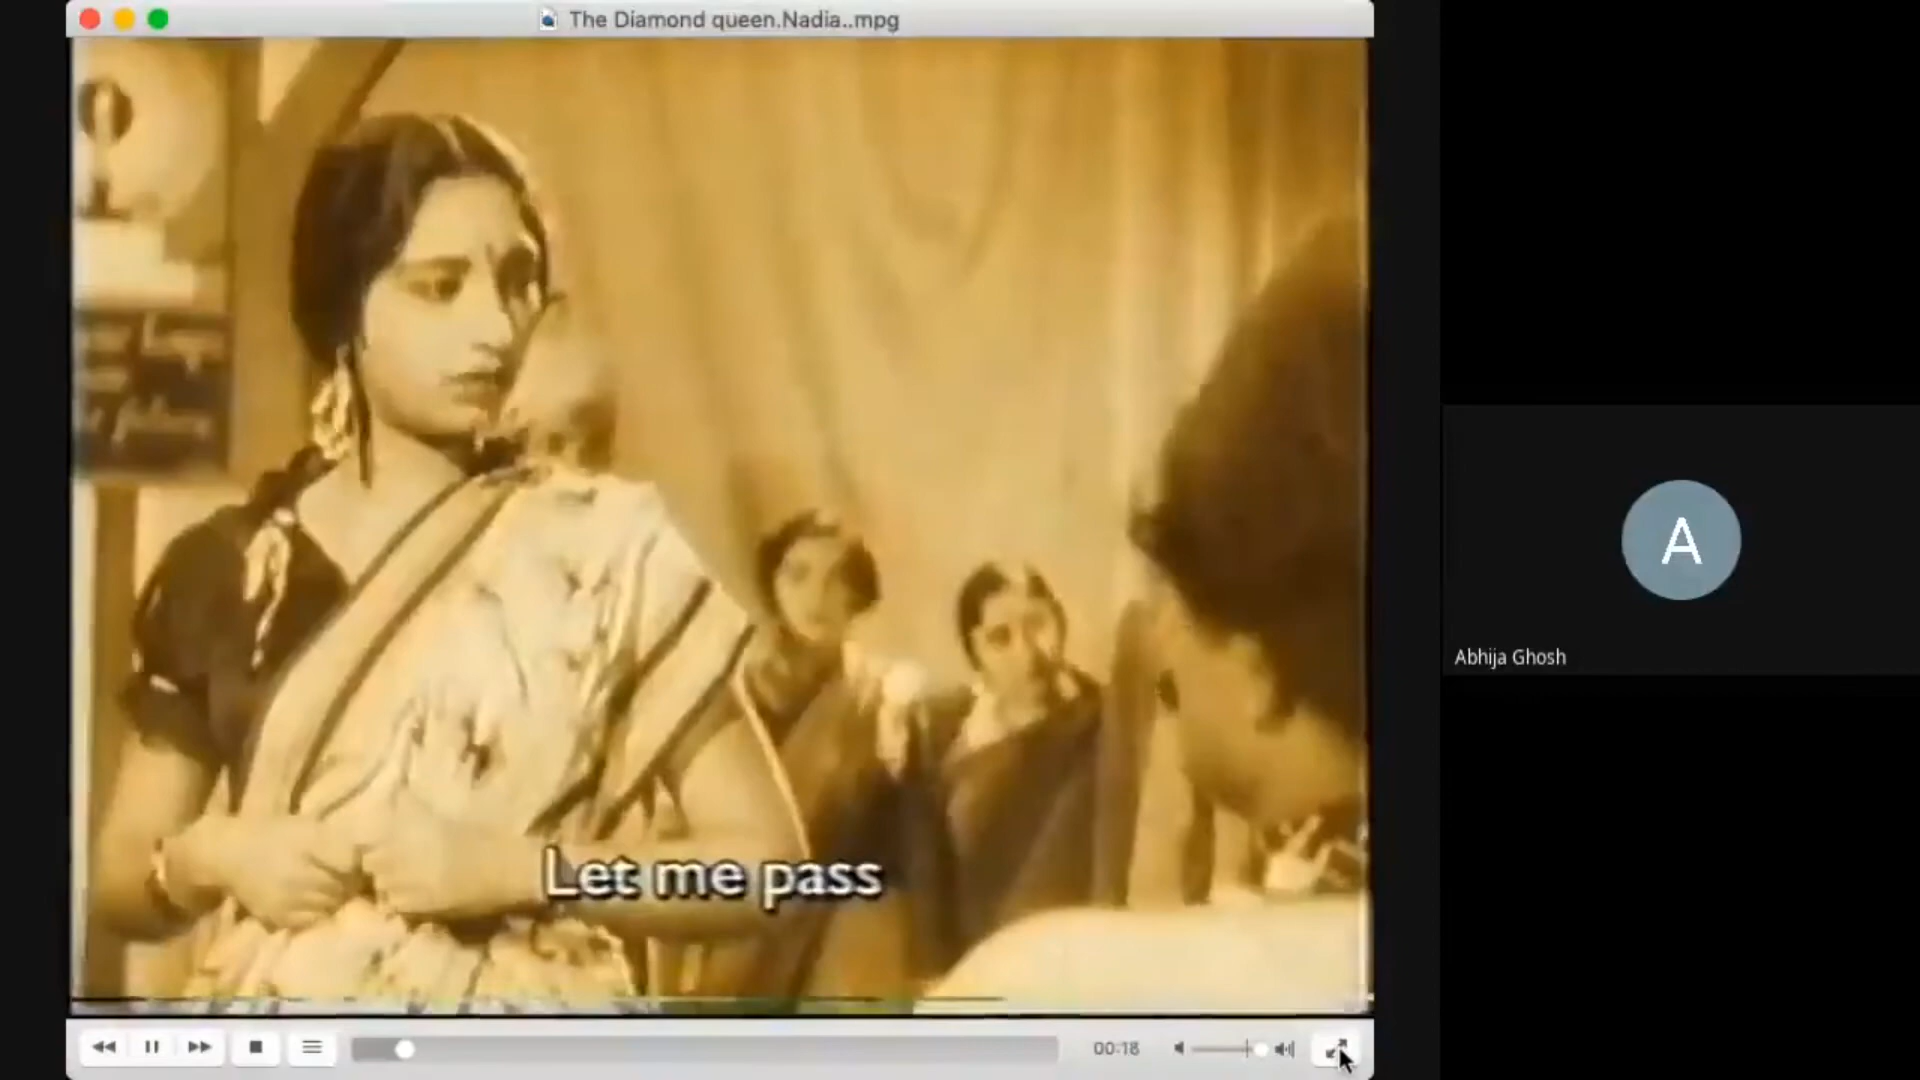 The Diamond queen.Nadia..mpg
Let me pass
00:18
A
Abhija Ghosh